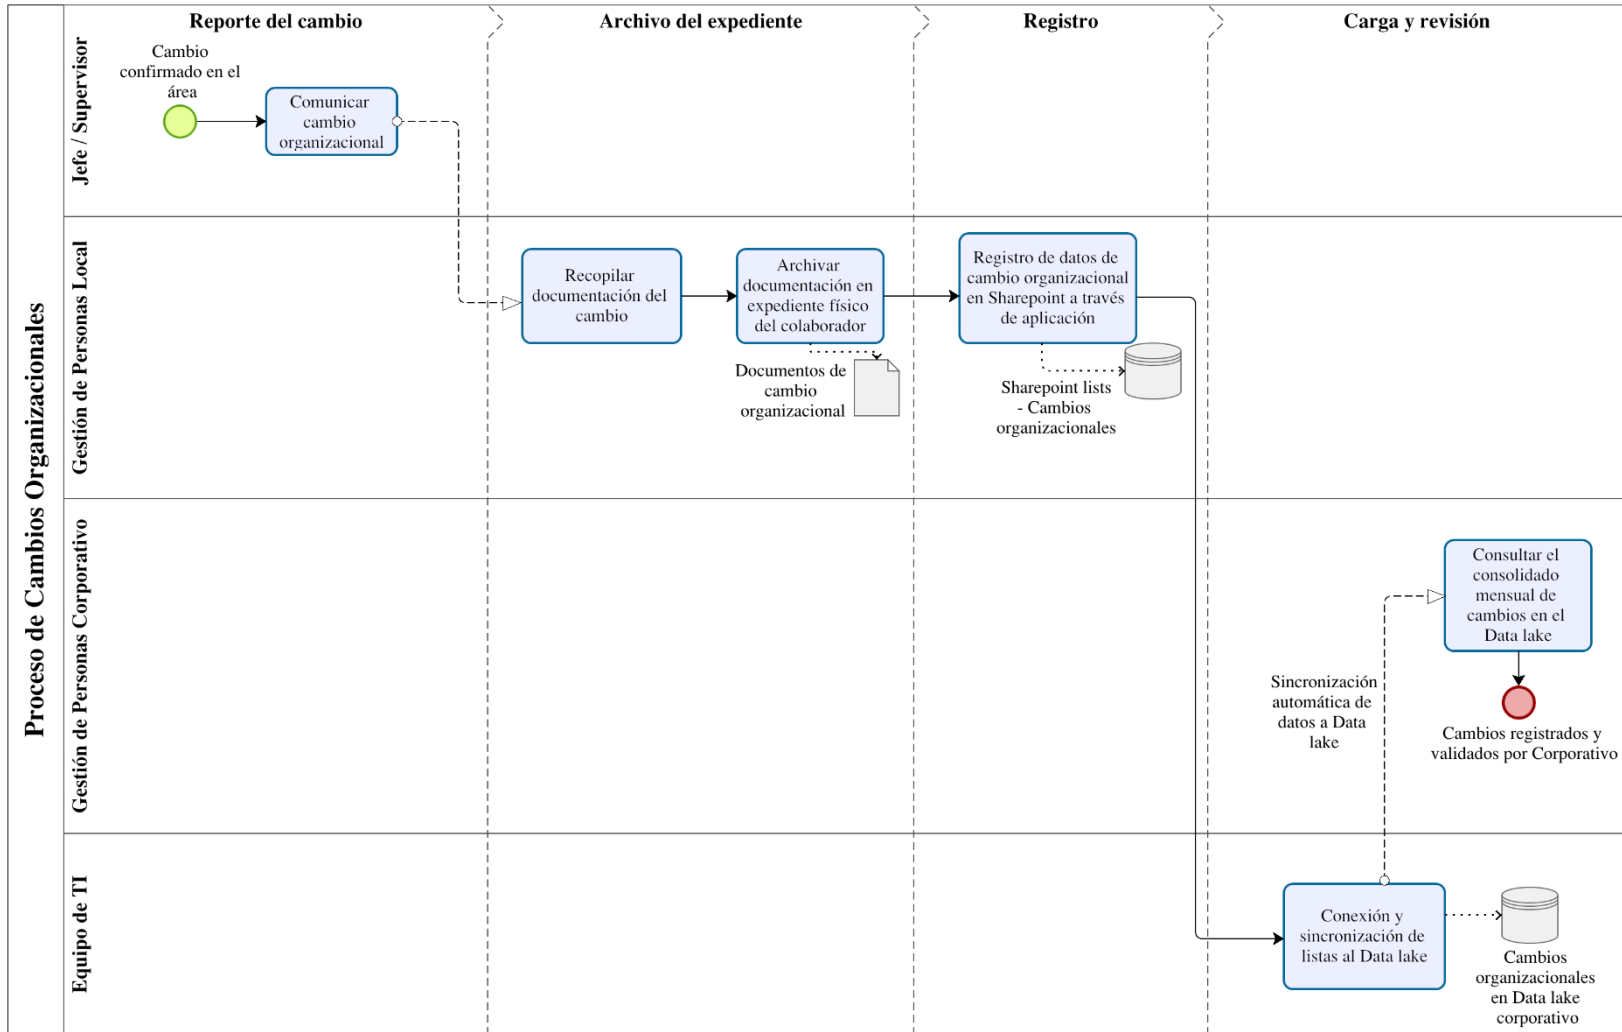 Proceso de Cambios Organizacionales
Reporte del cambio
Archivo del expediente
Registro
Carga y revisión
Jefe / Supervisor
Cambio
confirmado en el
área
Comunicar
cambio
organizacional
Gestión de Personas Local
Recopilar
documentación del
cambio
Archivar
documentación en
expediente físico
del colaborador
Documentos de
cambio
organizacional
Registro de datos de
cambio organizacional
en Sharepoint a través
de aplicación
Sharepoint lists
- Cambios
organizacionales
Gestión de Personas Corporativo
Consultar el
consolidado
mensual de
cambios en el
Data lake
Sincronización
automática de
datos a Data
lake
Cambios registrados y
validados por Corporativo
Equipo de TI
Conexión y
sincronización de
listas al Data lake
Cambios
organizacionales
en Data lake
corporativo